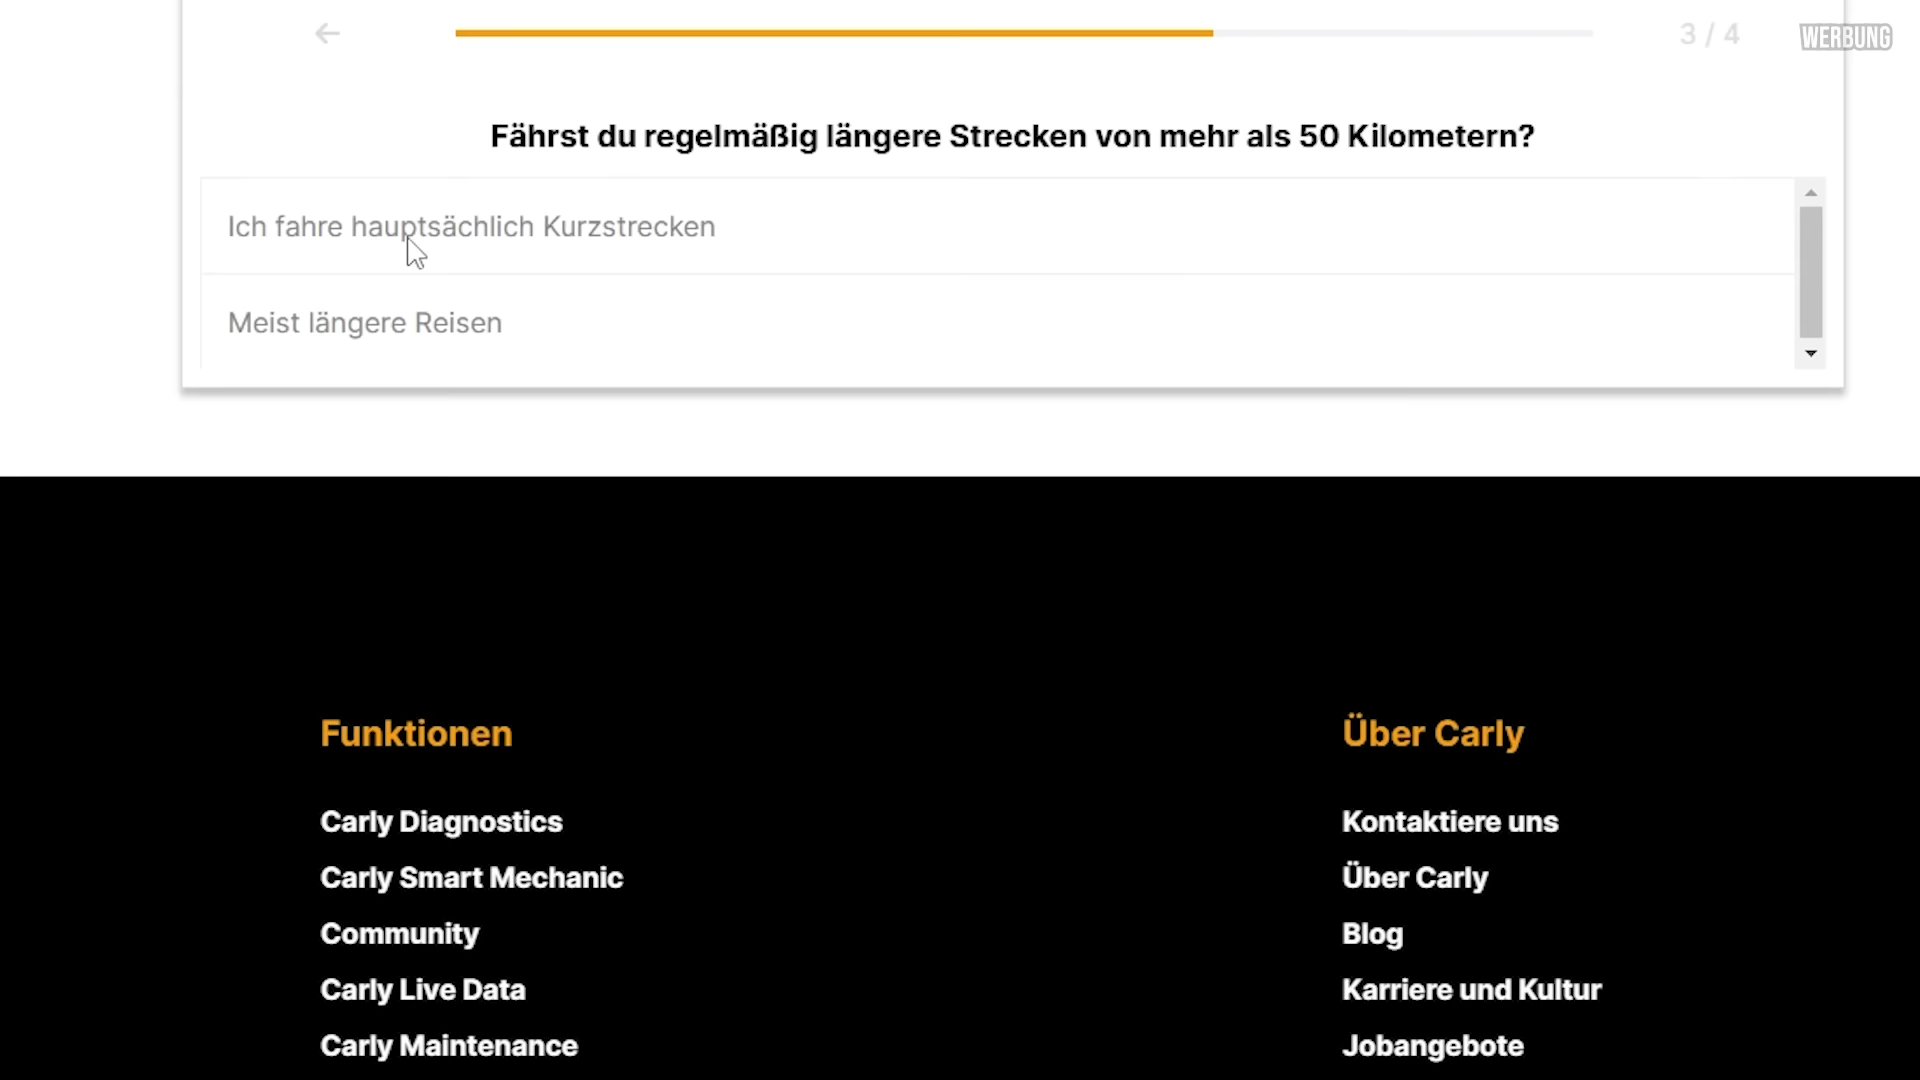 3 / 4
WERBUNG
Fährst du regelmäßig längere Strecken von mehr als 50 Kilometern?
Ich fahre hauptsächlich Kurzstrecken
Meist längere Reisen
Funktionen
Carly Diagnostics
Carly Smart Mechanic
Community
Carly Live Data
Carly Maintenance
Über Carly
Kontaktiere uns
Über Carly
Blog
Karriere und Kultur
Jobangebote